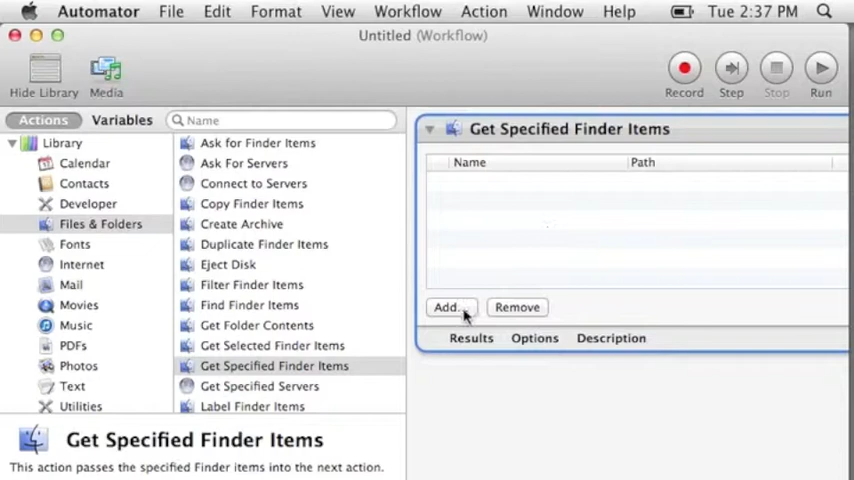 Automator File Edit Format View Workflow Action Window Help Tue 2:37 PM
Untitled (Workflow)
Hide Library Media Record Step Stop Run
Actions Variables Name
Library
Calendar
Contacts
Developer
Files & Folders
Fonts
Internet
Mail
Movies
Music
PDFs
Photos
Text
Utilities
Ask for Finder Items
Ask For Servers
Connect to Servers
Copy Finder Items
Create Archive
Duplicate Finder Items
Eject Disk
Filter Finder Items
Find Finder Items
Get Folder Contents
Get Selected Finder Items
Get Specified Finder Items
Get Specified Servers
Label Finder Items
Get Specified Finder Items
This action passes the specified Finder items into the next action.
Get Specified Finder Items
Name Path
Add... Remove
Results Options Description